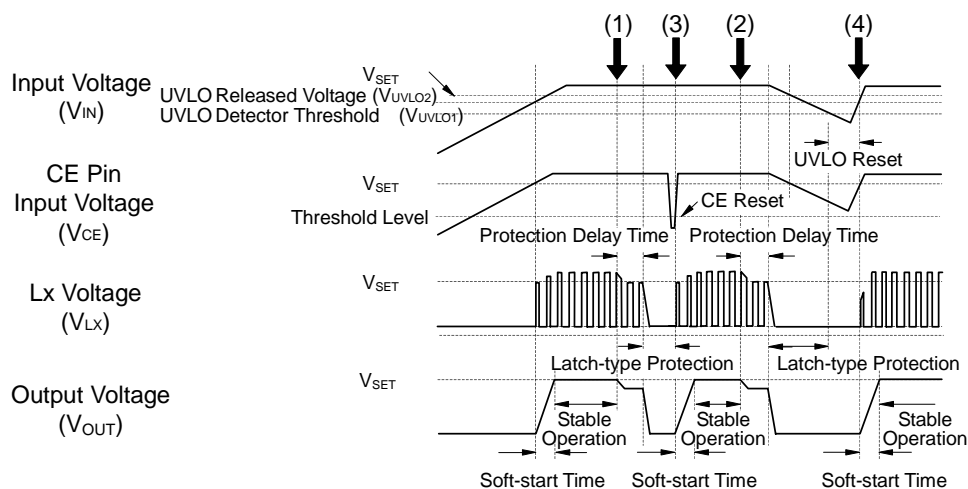 (1) (3) (2) (4)
Input Voltage
(VIN)
VSET
UVLO Released Voltage (VUVLO2)
UVLO Detector Threshold (VUVLO1)
UVLO Reset
CE Pin
Input Voltage
(VCE)
VSET
Threshold Level
CE Reset
Protection Delay Time Protection Delay Time
Lx Voltage
(VLX)
VSET
Latch-type Protection Latch-type Protection
Output Voltage
(VOUT)
VSET
Stable
Operation
Stable
Operation
Stable
Operation
Soft-start Time Soft-start Time Soft-start Time